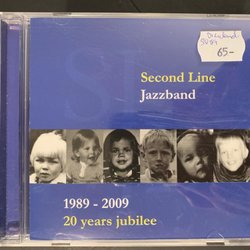 65-
Second Line
Jazzband
1989 - 2009
20 years jubilee